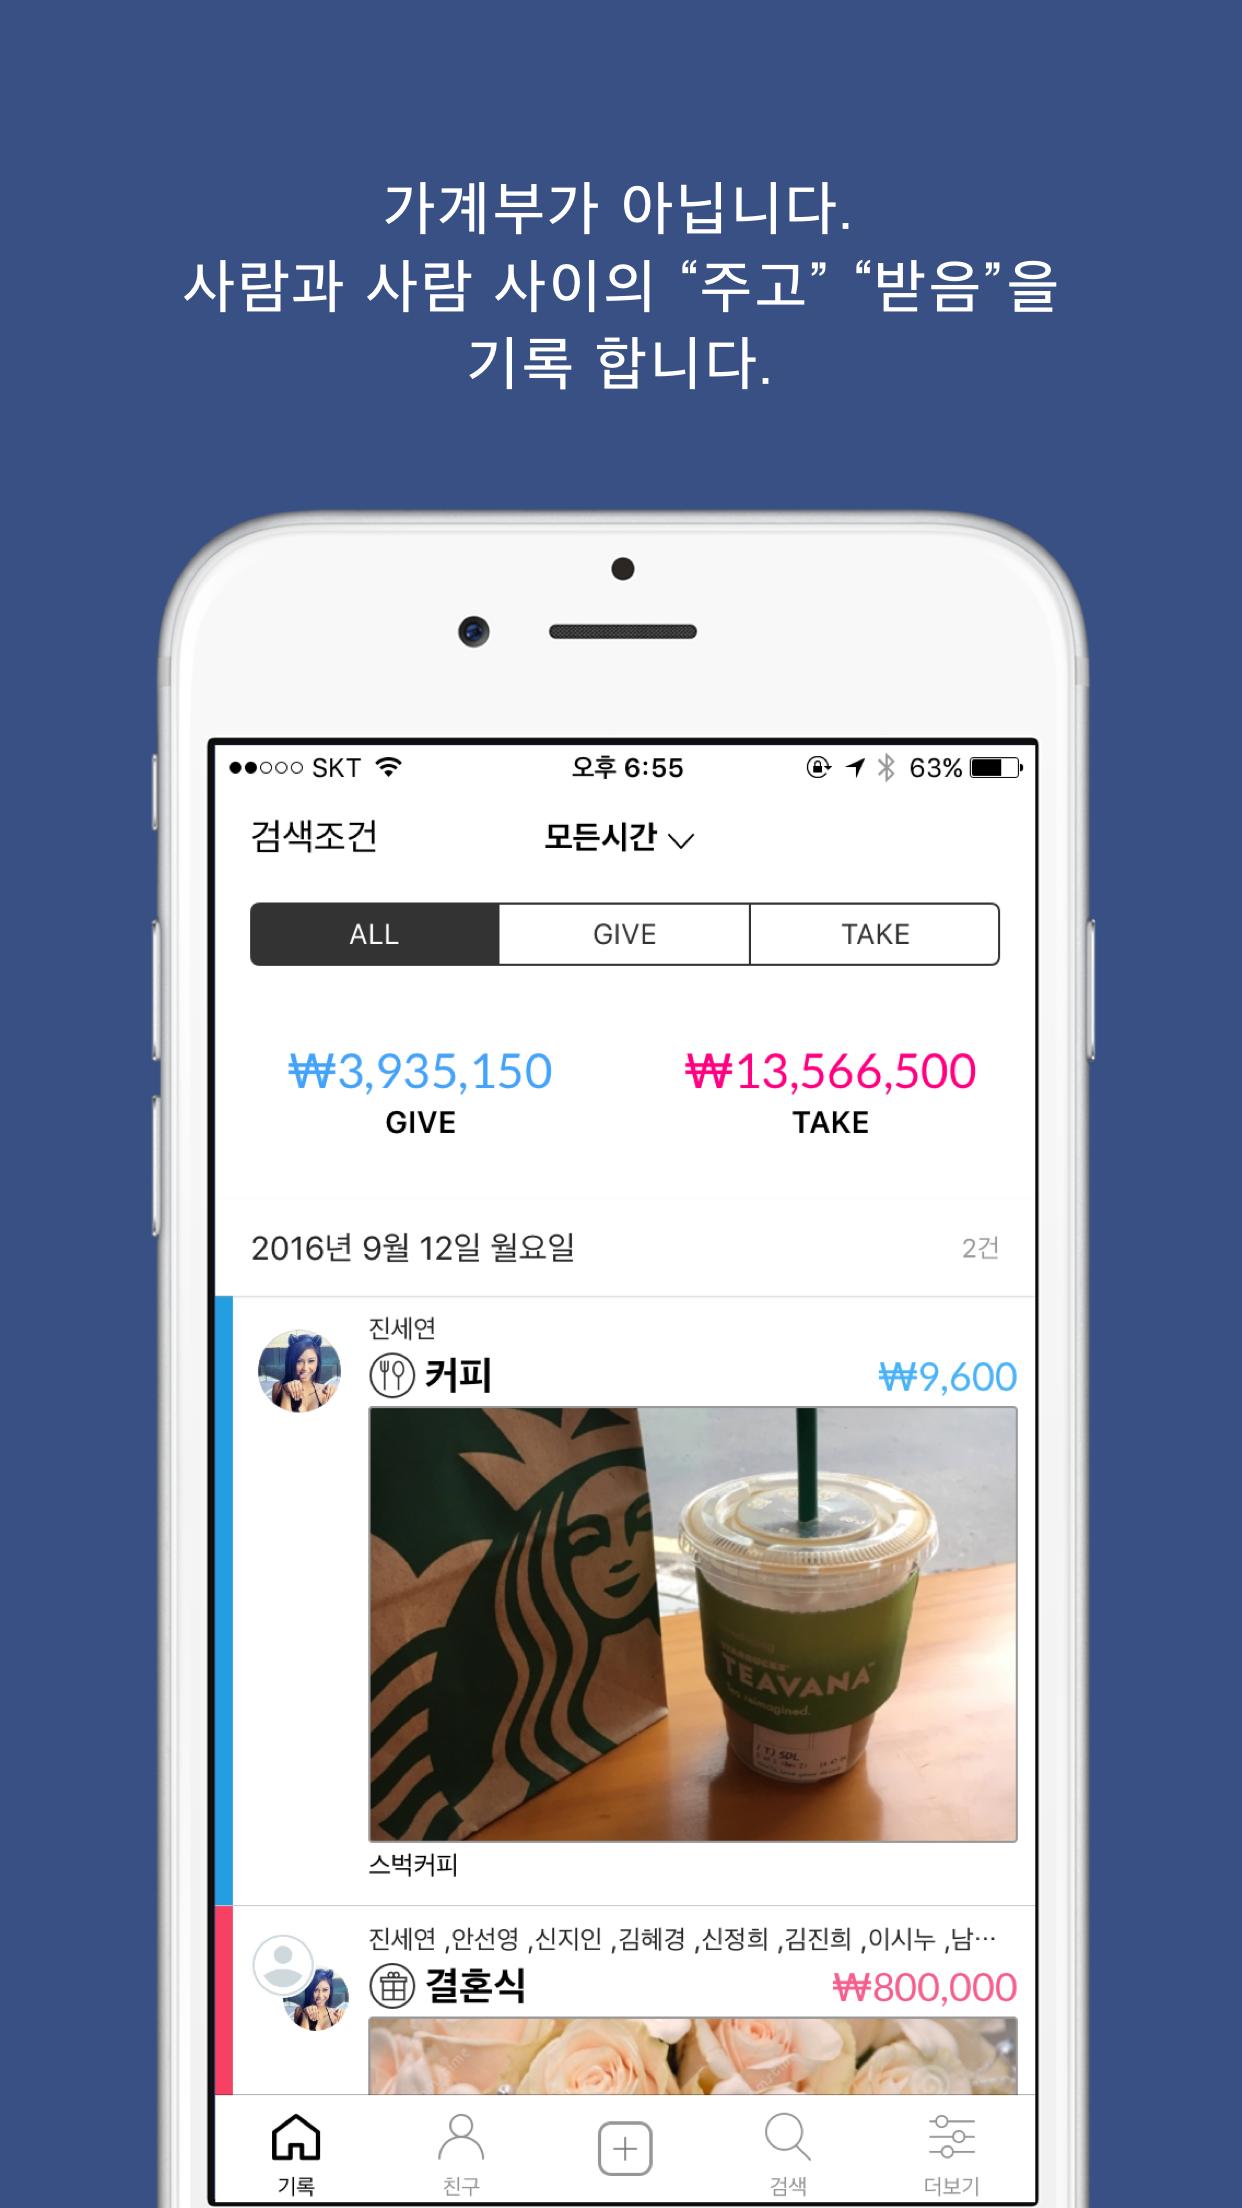 가계부가 아닙니다.
사람과 사람 사이의 “주고” “받음”을
기록 합니다.
SKT 오후 6:55 63%
검색조건 모든시간
ALL GIVE TAKE
₩3,935,150 ₩13,566,500
GIVE TAKE
2016년 9월 12일 월요일 2건
진세연
커피 ₩9,600
TEAVANA™
reimagined.
스벅커피
진세연 ,안선영 ,신지인 ,김혜경 ,신정희 ,김진희 ,이시누 ,남…
결혼식 ₩800,000
기록 친구 검색 더보기